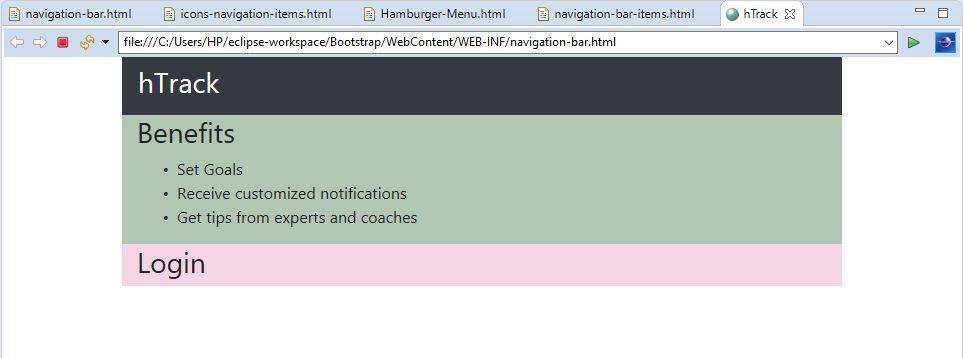 navigation-bar.html icons-navigation-items.html Hamburger-Menu.html navigation-bar-items.html hTrack
file:///C:/Users/HP/eclipse-workspace/Bootstrap/WebContent/WEB-INF/navigation-bar.html
hTrack
Benefits
• Set Goals
• Receive customized notifications
• Get tips from experts and coaches
Login